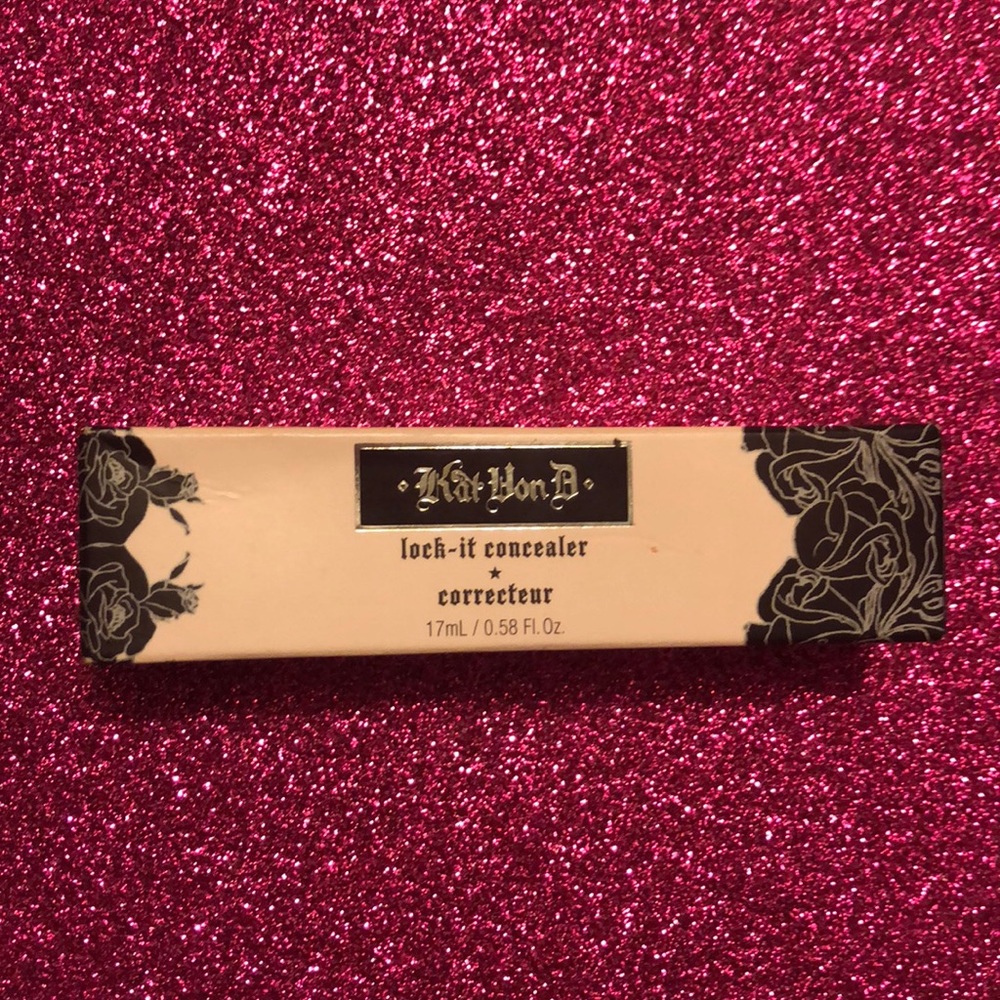 ·Kat Von D·
lock-it concealer
★
correcteur
17mL / 0.58 Fl. Oz.